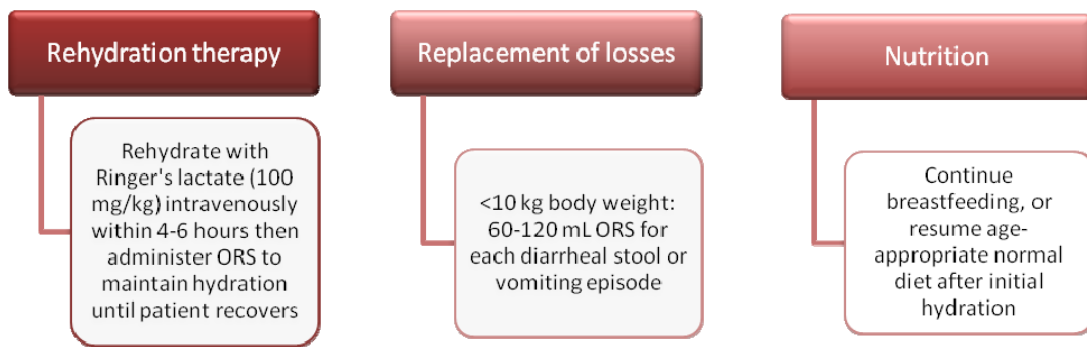 Rehydration therapy
Rehydrate with
Ringer's lactate (100
mg/kg) intravenously
within 4-6 hours then
administer ORS to
maintain hydration
until patient recovers
Replacement of losses
<10 kg body weight:
60-120 mL ORS for
each diarrheal stool or
vomiting episode
Nutrition
Continue
breastfeeding, or
resume age-
appropriate normal
diet after initial
hydration